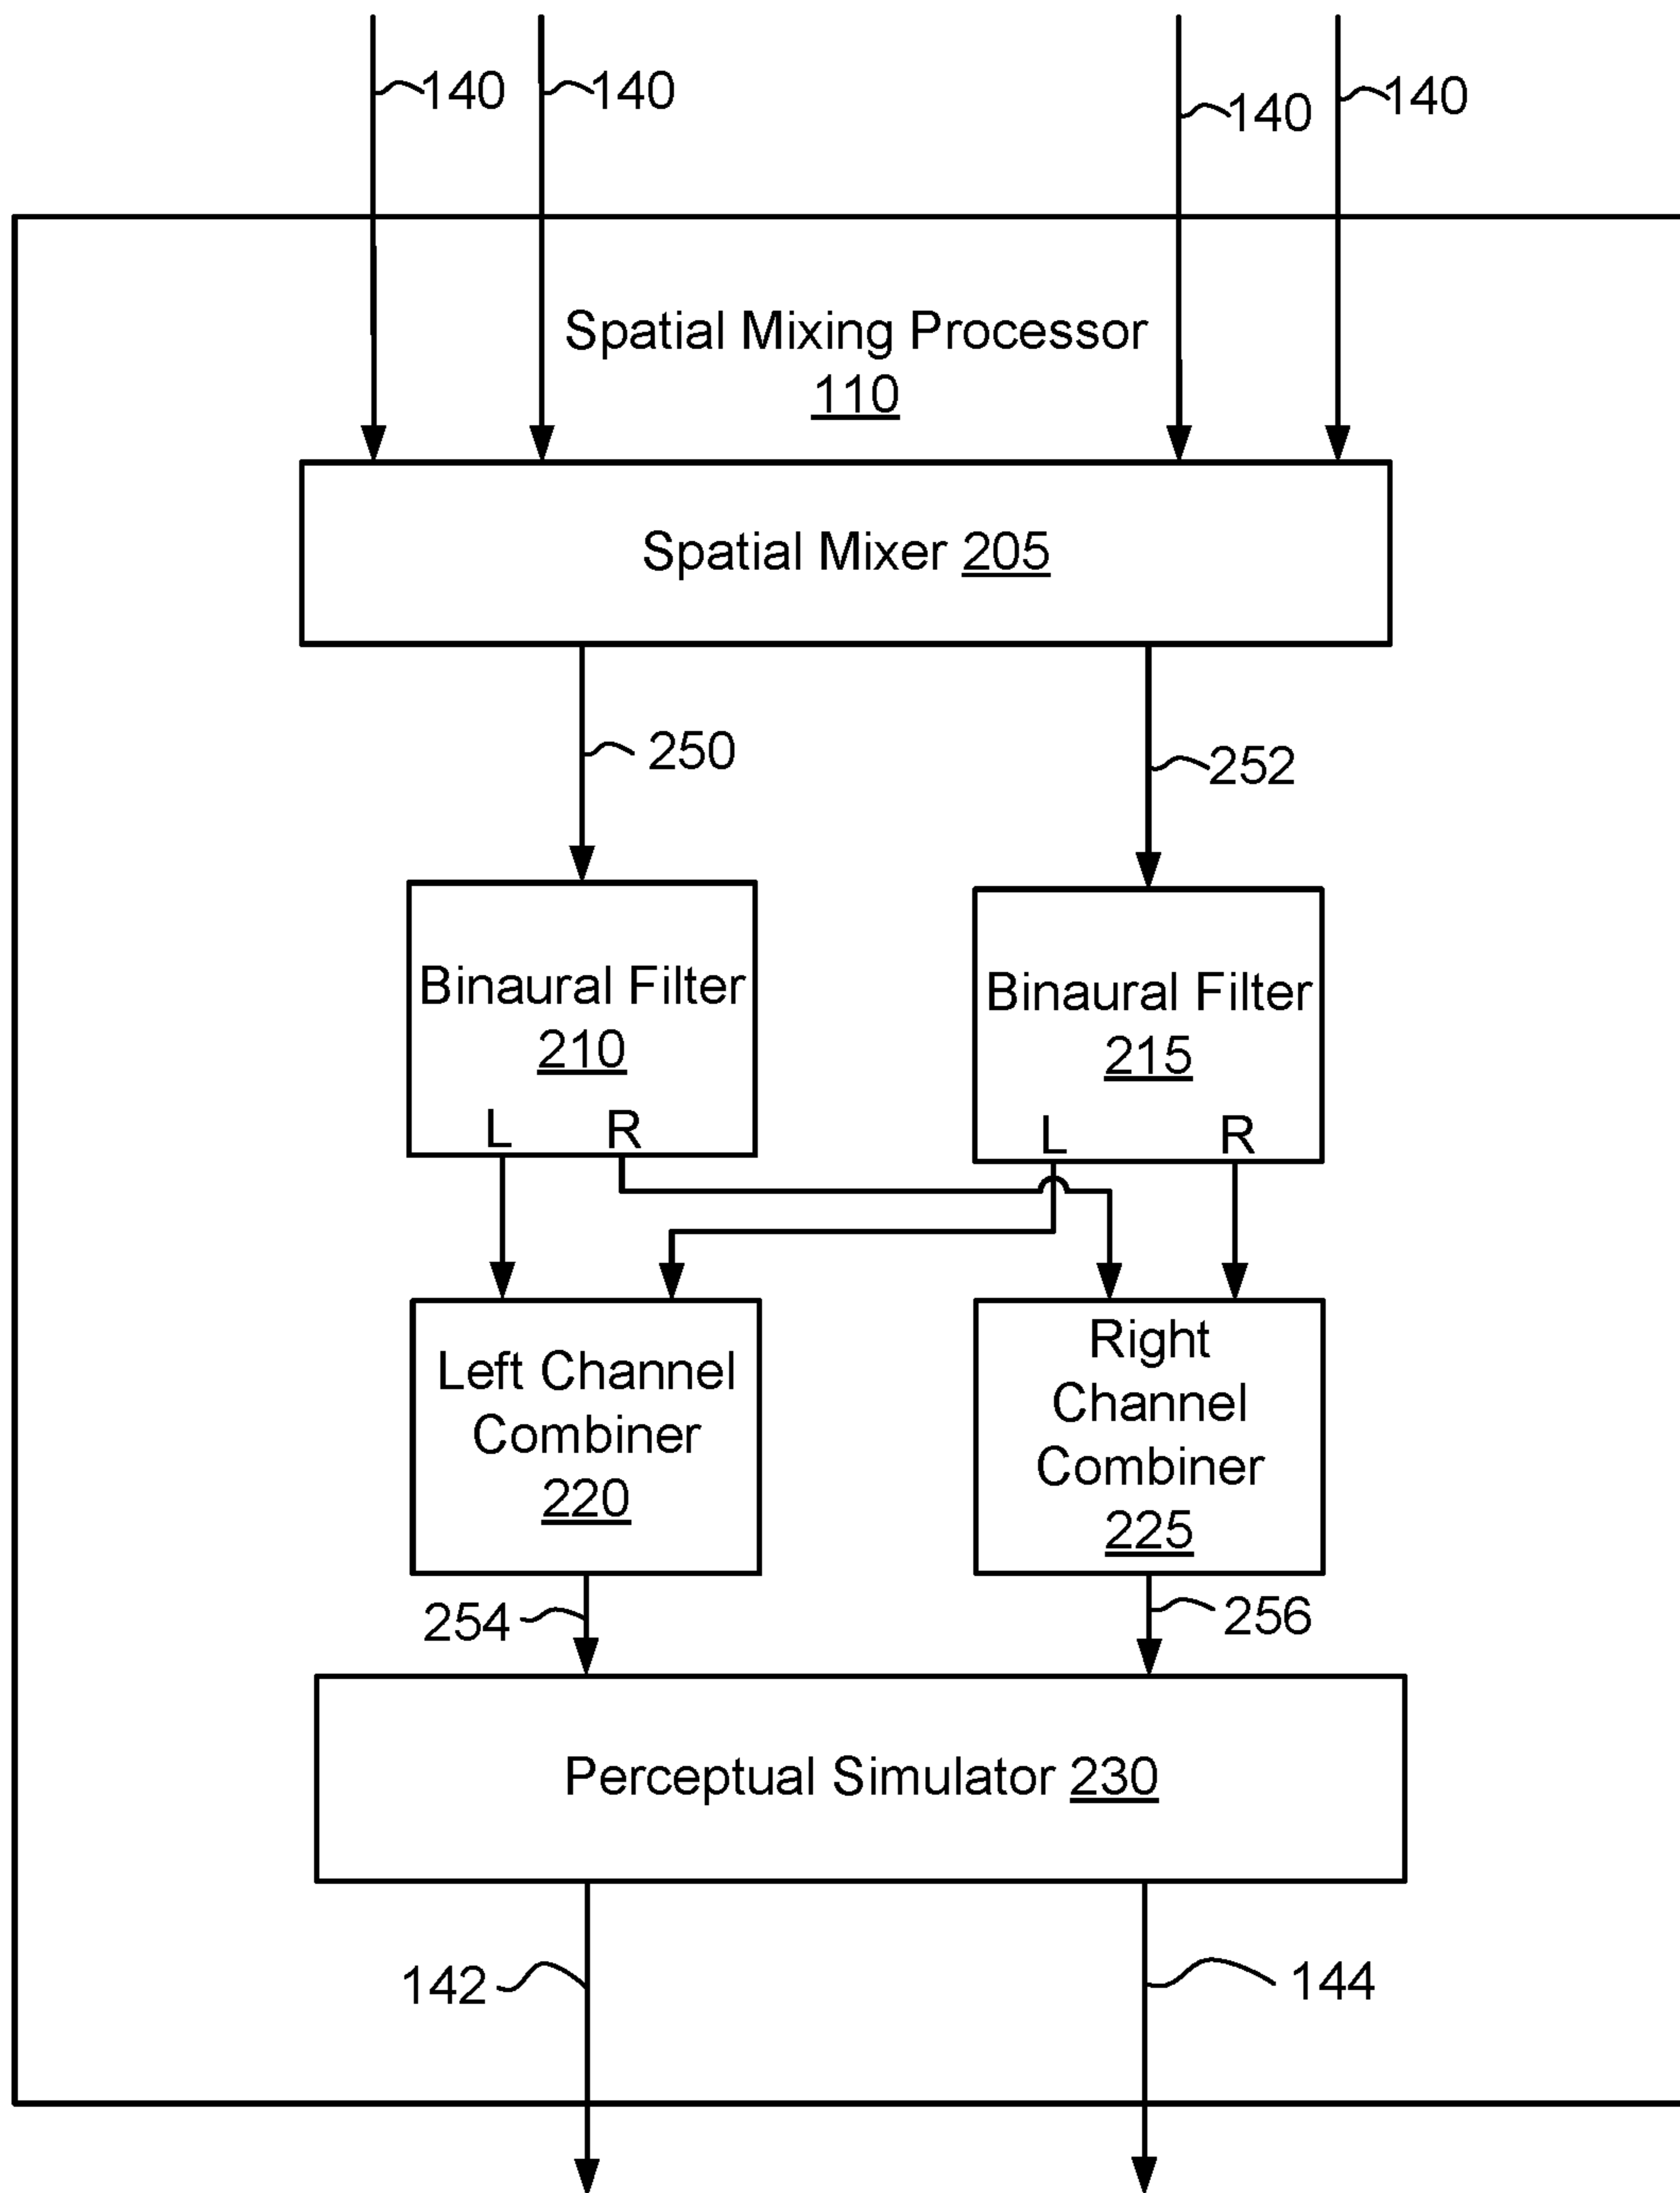 140
140
140
140
Spatial Mixing Processor
110
Spatial Mixer 205
250
252
Binaural Filter
210
L R
Binaural Filter
215
L R
Left Channel
Combiner
220
Right
Channel
Combiner
225
254
256
Perceptual Simulator 230
142
144